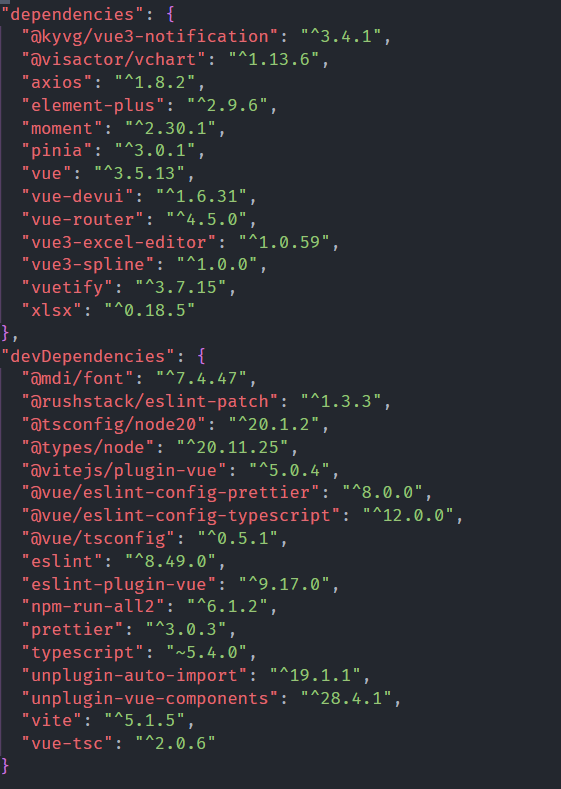 "dependencies": {
"@kyvg/vue3-notification": "^3.4.1",
"@visactor/vchart": "^1.13.6",
"axios": "^1.8.2",
"element-plus": "^2.9.6",
"moment": "^2.30.1",
"pinia": "^3.0.1",
"vue": "^3.5.13",
"vue-devui": "^1.6.31",
"vue-router": "^4.5.0",
"vue3-excel-editor": "^1.0.59",
"vue3-spline": "^1.0.0",
"vuetify": "^3.7.15",
"xlsx": "^0.18.5"
},
"devDependencies": {
"@mdi/font": "^7.4.47",
"@rushstack/eslint-patch": "^1.3.3",
"@tsconfig/node20": "^20.1.2",
"@types/node": "^20.11.25",
"@vitejs/plugin-vue": "^5.0.4",
"@vue/eslint-config-prettier": "^8.0.0",
"@vue/eslint-config-typescript": "^12.0.0",
"@vue/tsconfig": "^0.5.1",
"eslint": "^8.49.0",
"eslint-plugin-vue": "^9.17.0",
"npm-run-all2": "^6.1.2",
"prettier": "^3.0.3",
"typescript": "~5.4.0",
"unplugin-auto-import": "^19.1.1",
"unplugin-vue-components": "^28.4.1",
"vite": "^5.1.5",
"vue-tsc": "^2.0.6"
}